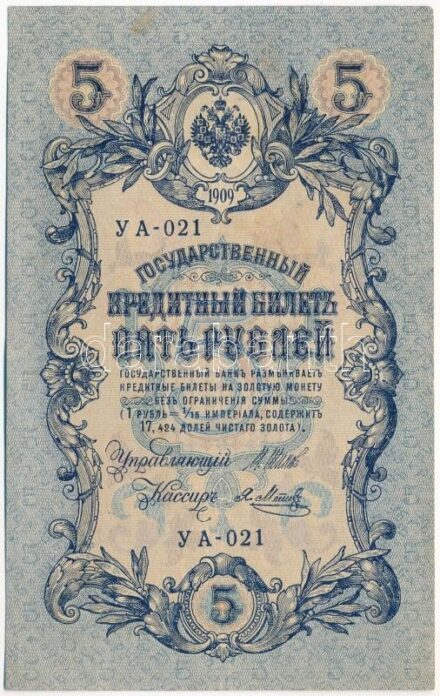 5 5
1909
УА-021
ГОСУДАРСТВЕННЫЙ
КРЕДИТНЫЙ БИЛЕТЪ
ПЯТЬ РУБЛЕЙ
ГОСУДАРСТВЕННЫЙ БАНКЪ РАЗМѢНИВАЕТЪ
КРЕДИТНЫЕ БИЛЕТЫ НА ЗОЛОТУЮ МОНЕТУ
БЕЗЪ ОГРАНИЧЕНІЯ СУММЫ
(1 РУБЛЬ = 1/15 ИМПЕРІАЛА, СОДЕРЖИТЪ
17,424 ДОЛЕЙ ЧИСТАГО ЗОЛОТА).
Управляющій
Кассиръ
УА-021
5